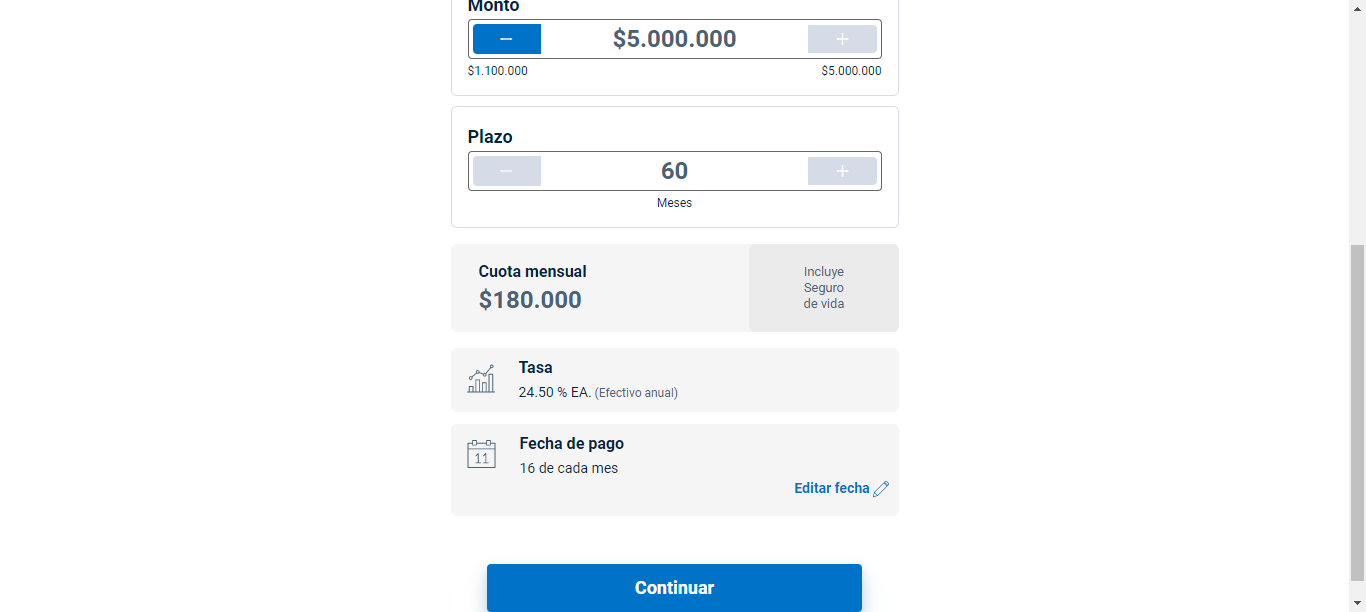 Monto
− $5.000.000 +
$1.100.000 $5.000.000
Plazo
− 60 +
Meses
Cuota mensual
$180.000
Incluye
Seguro
de vida
Tasa
24.50 % EA. (Efectivo anual)
11
Fecha de pago
16 de cada mes
Editar fecha
Continuar